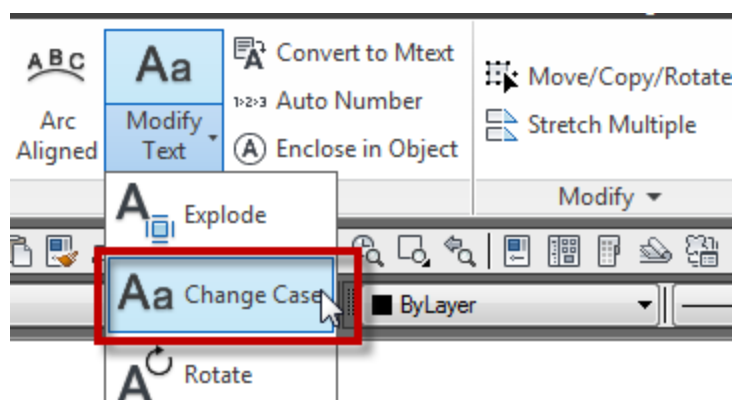 ABC
Arc
Aligned
Aa
Modify
Text
Convert to Mtext
1>2>3 Auto Number
A Enclose in Object
Move/Copy/Rotate
Stretch Multiple
Modify
A Explode
Aa Change Case
ByLayer
A Rotate